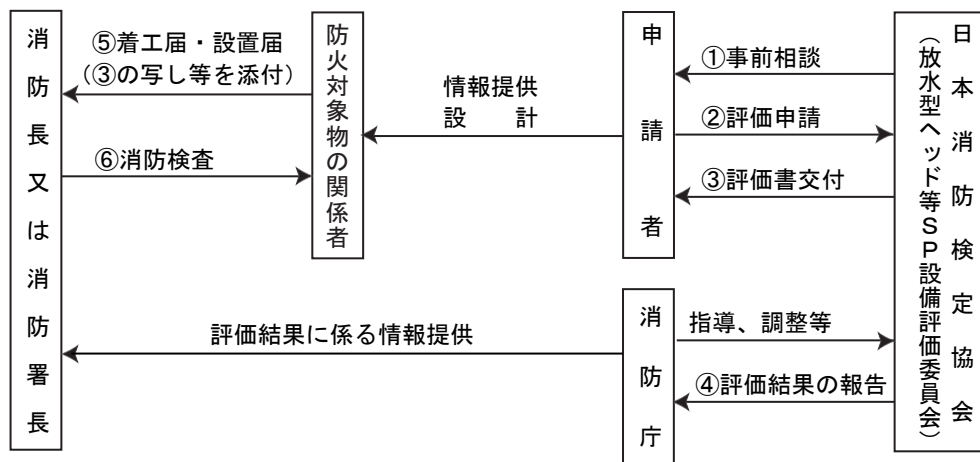 消防長又は消防署長
⑤着工届・設置届
（③の写し等を添付）
⑥消防検査
防火対象物の関係者
情報提供
設　　計
申請者
①事前相談
②評価申請
③評価書交付
日本消防検定協会
（放水型ヘッド等ＳＰ設備評価委員会）
評価結果に係る情報提供
消防庁
指導、調整等
④評価結果の報告